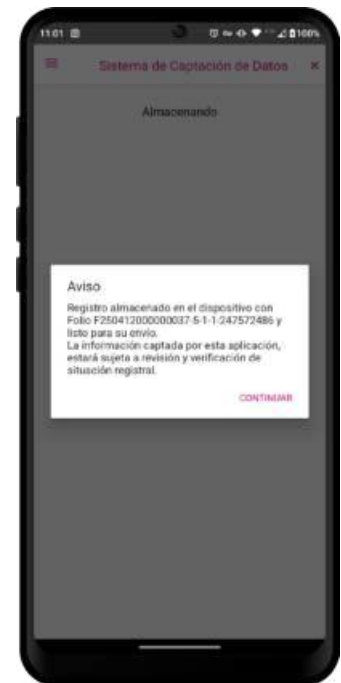 11:01
100%
Sistema de Captación de Datos ×
Almacenando
Aviso
Registro almacenado en el dispositivo con
Folio F250412000000037-5-1-1-247572486 y
listo para su envío.
La información captada por esta aplicación,
estará sujeta a revisión y verificación de
situación registral.
CONTINUAR